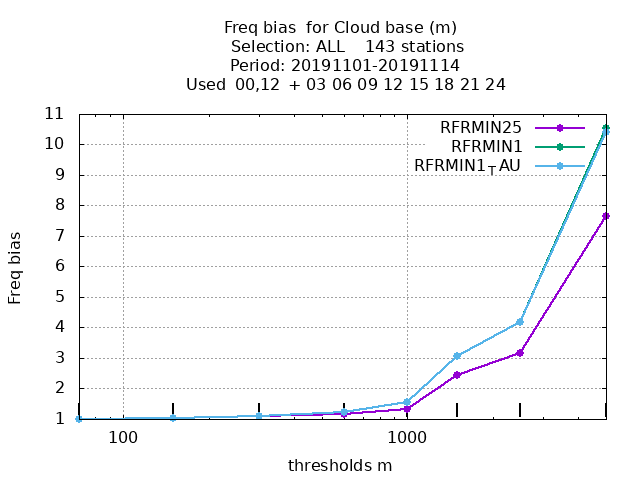 Freq bias  for Cloud base (m)
Selection: ALL    143 stations
Period: 20191101-20191114
Used  00,12  + 03 06 09 12 15 18 21 24
11
10
9
8
7
6
5
4
3
2
1
Freq bias
RFRMIN25
RFRMIN1
RFRMIN1_TAU
100
1000
thresholds m